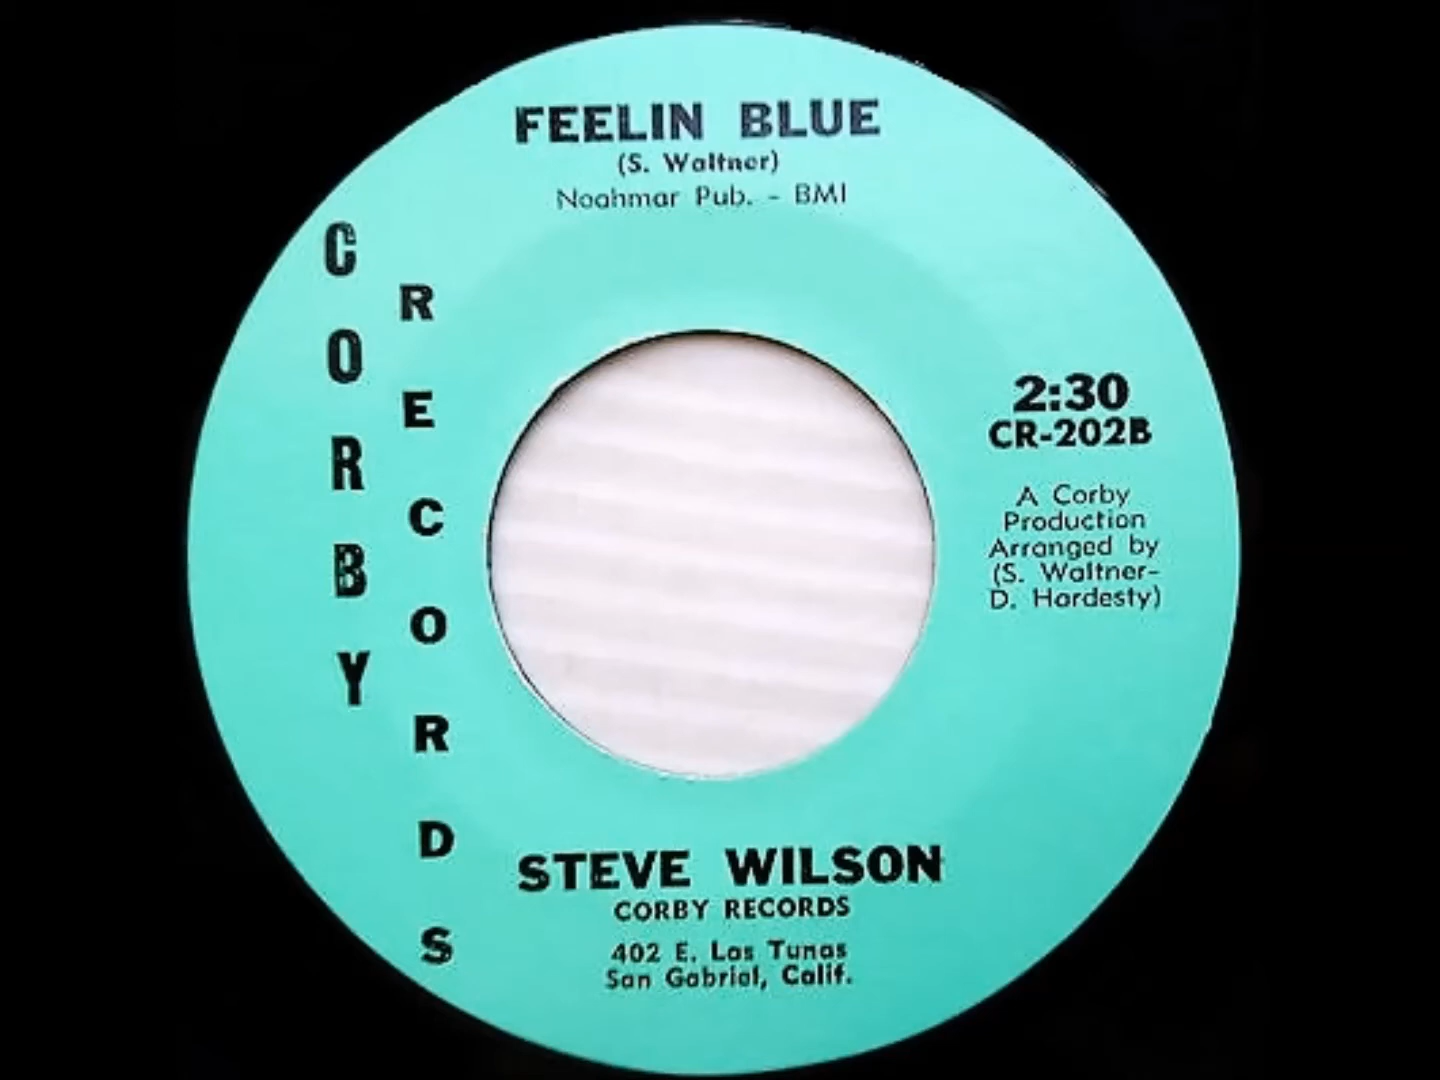 FEELIN BLUE
(S. Waltner)
Noahmar Pub. - BMI
CORBY
RECORDS
2:30
CR-202B
A Corby
Production
Arranged by
(S. Waltner-
D. Hardesty)
STEVE WILSON
CORBY RECORDS
402 E. Las Tunas
San Gabriel, Calif.